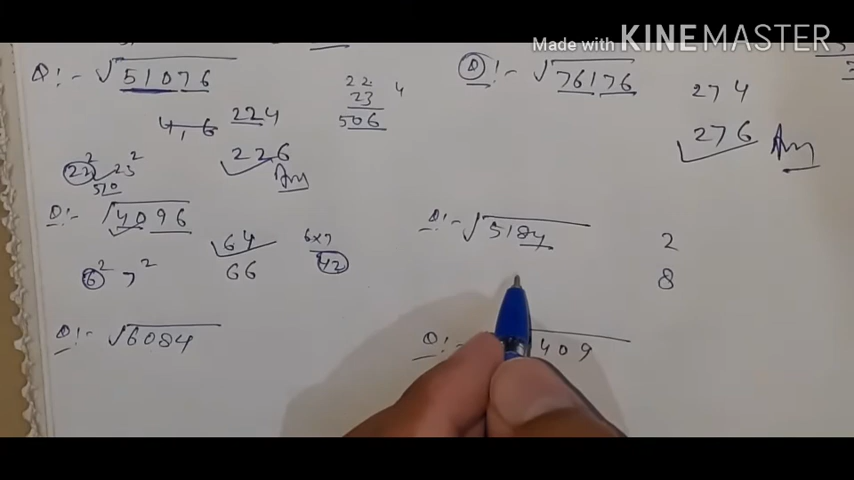 Made with KINEMASTER
Q!- √51076
22
23 4
506
4, 6 224
226
Ans
22² 23²
520
Q!- √76176
274
276 Ans
Q!- √4096
64
66
6×7
42
6² 7²
Q!- √5184
2
8
Q!- √6084
Q!- 409